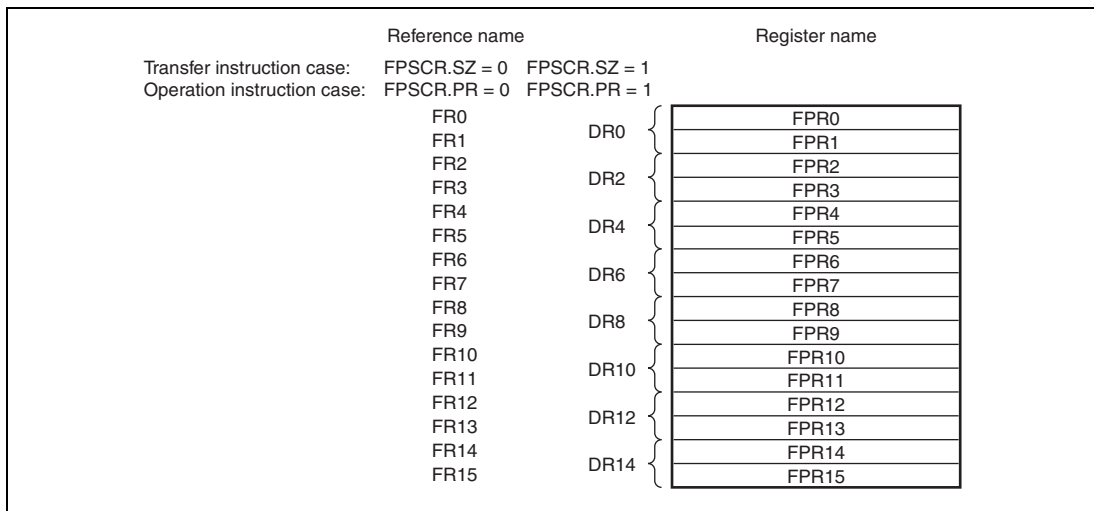 Reference name Register name
Transfer instruction case: FPSCR.SZ = 0 FPSCR.SZ = 1
Operation instruction case: FPSCR.PR = 0 FPSCR.PR = 1
FR0 FPR0
DR0
FR1 FPR1
FR2 FPR2
DR2
FR3 FPR3
FR4 FPR4
DR4
FR5 FPR5
FR6 FPR6
DR6
FR7 FPR7
FR8 FPR8
DR8
FR9 FPR9
FR10 FPR10
DR10
FR11 FPR11
FR12 FPR12
DR12
FR13 FPR13
FR14 FPR14
DR14
FR15 FPR15